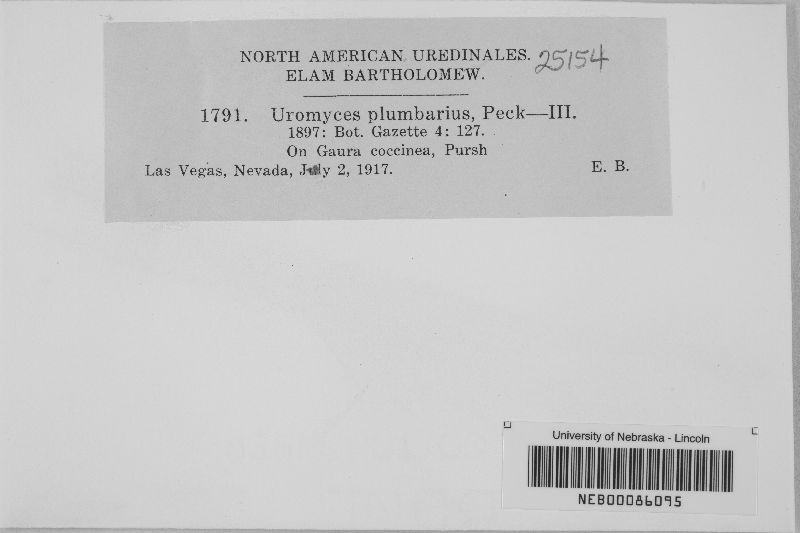 NORTH AMERICAN UREDINALES. 25154
ELAM BARTHOLOMEW.
1791. Uromyces plumbarius, Peck—III.
1897: Bot. Gazette 4: 127.
On Gaura coccinea, Pursh
Las Vegas, Nevada, July 2, 1917. E. B.
University of Nebraska - Lincoln
NEB00086095